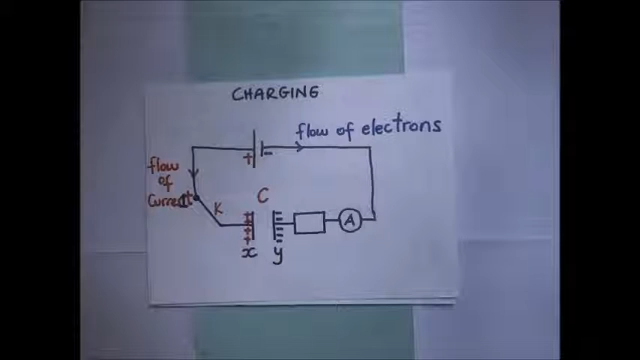 CHARGING
flow of electrons
+ -
flow
of
Current
K
C
A
+
+
+
+
x y